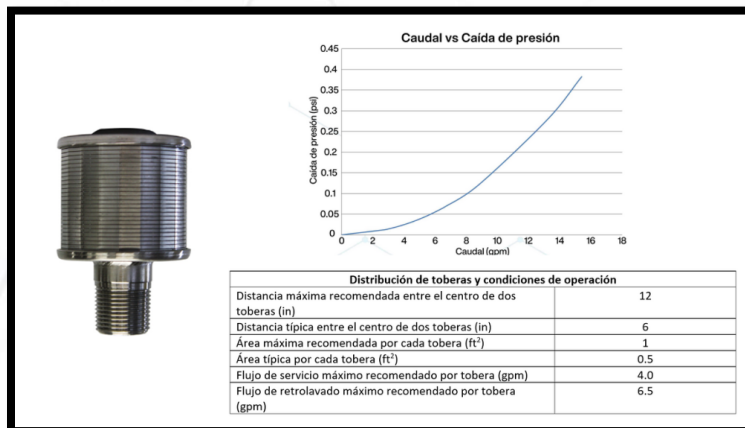 Caudal vs Caída de presión
Caída de presión (psi)
0.45
0.4
0.35
0.3
0.25
0.2
0.15
0.1
0.05
0
0 2 4 6 8 10 12 14 16 18
Caudal (gpm)
Distribución de toberas y condiciones de operación
Distancia máxima recomendada entre el centro de dos
toberas (in) 12
Distancia típica entre el centro de dos toberas (in) 6
Área máxima recomendada por cada tobera (ft²) 1
Área típica por cada tobera (ft²) 0.5
Flujo de servicio máximo recomendado por tobera (gpm) 4.0
Flujo de retrolavado máximo recomendado por tobera
(gpm) 6.5